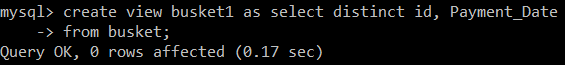 mysql> create view busket1 as select distinct id, Payment_Date
-> from busket;
Query OK, 0 rows affected (0.17 sec)